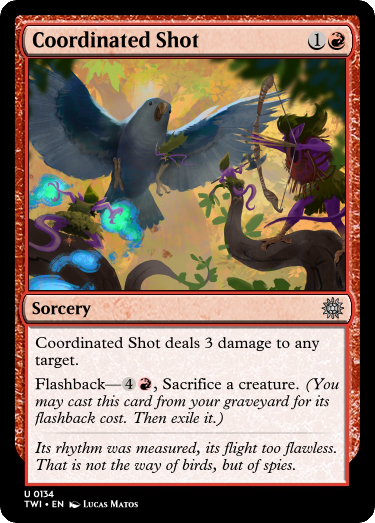 Coordinated Shot 1
Sorcery
Coordinated Shot deals 3 damage to any
target.
Flashback—4, Sacrifice a creature. (You
may cast this card from your graveyard for its
flashback cost. Then exile it.)
Its rhythm was measured, its flight too flawless.
That is not the way of birds, but of spies.
U 0134
TWI • EN Lucas Matos